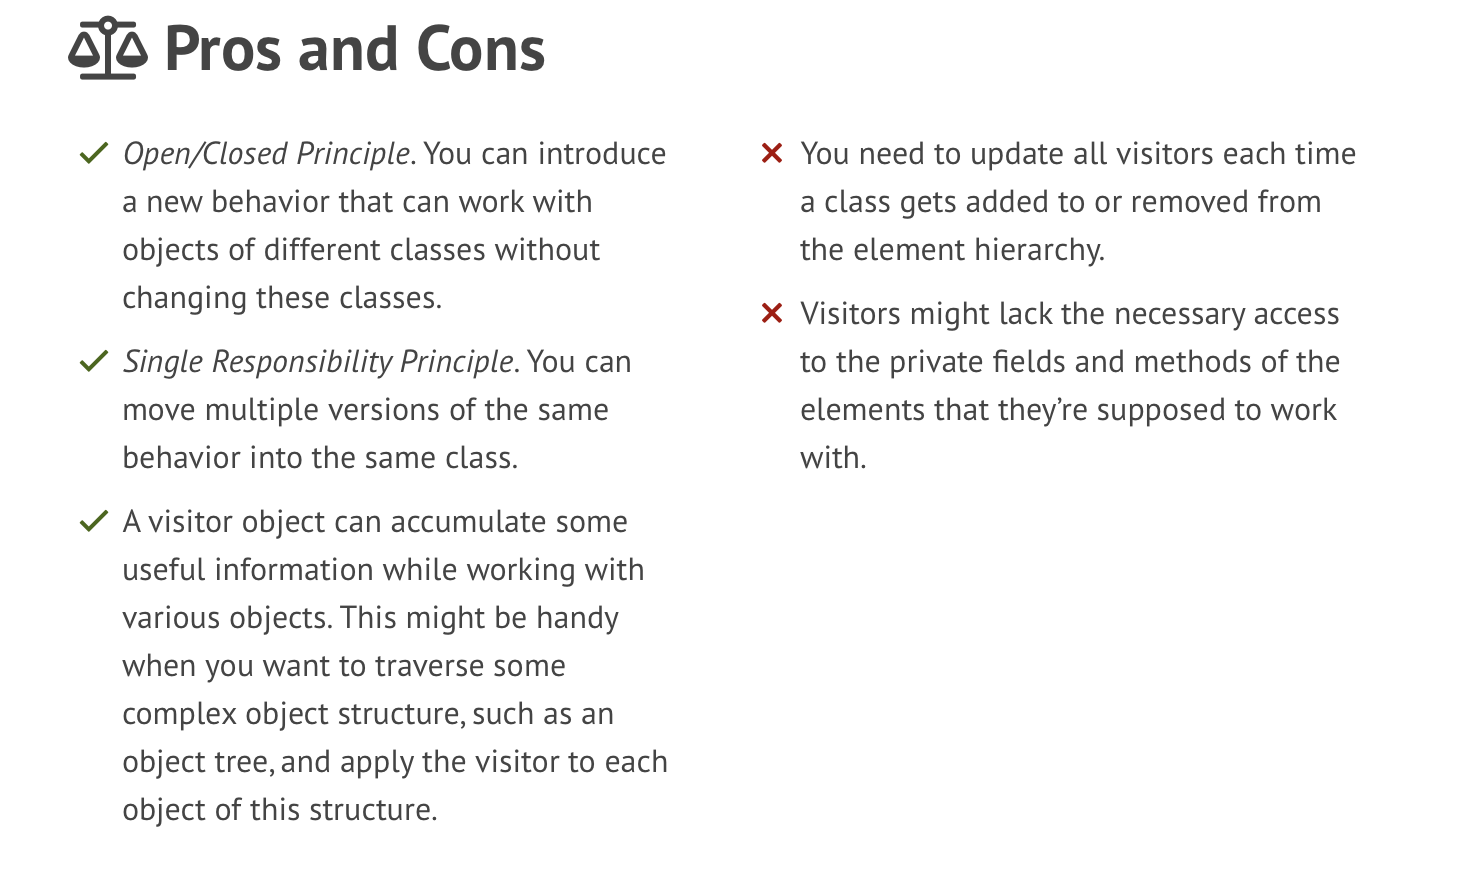 Pros and Cons
Open/Closed Principle. You can introduce
a new behavior that can work with
objects of different classes without
changing these classes.
Single Responsibility Principle. You can
move multiple versions of the same
behavior into the same class.
A visitor object can accumulate some
useful information while working with
various objects. This might be handy
when you want to traverse some
complex object structure, such as an
object tree, and apply the visitor to each
object of this structure.
You need to update all visitors each time
a class gets added to or removed from
the element hierarchy.
Visitors might lack the necessary access
to the private fields and methods of the
elements that they’re supposed to work
with.